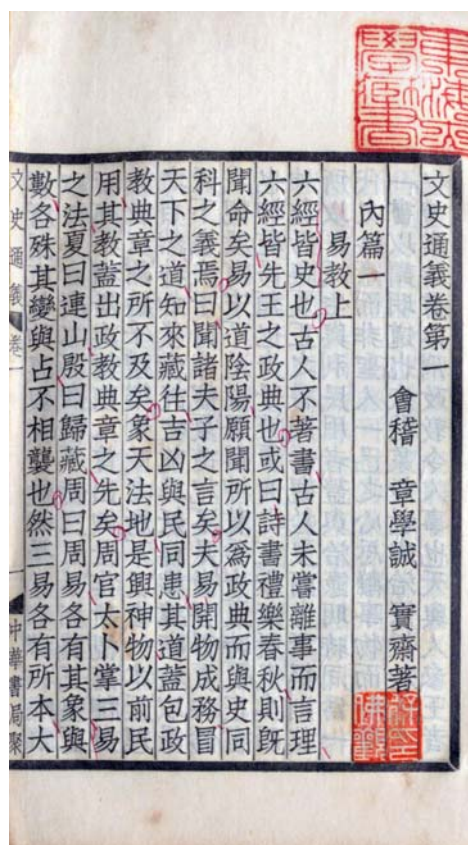 文史通義卷第一
會稽 章學誠 實齋著
內篇一
易教上
六經皆史也古人不著書古人未嘗離事而言理
六經皆先王之政典也或曰詩書禮樂春秋則旣
聞命矣易以道陰陽願聞所以爲政典而與史同
科之義焉曰聞諸夫子之言矣夫易開物成務冒
天下之道知來藏往吉凶與民同患其道蓋包政
教典章之所不及矣象天法地是興神物以前民
用其教蓋出政教典章之先矣周官太卜掌三易
之法夏曰連山殷曰歸藏周曰周易各有其象與
數各殊其變與占不相襲也然三易各有所本大
文史通義 卷一
中華書局聚